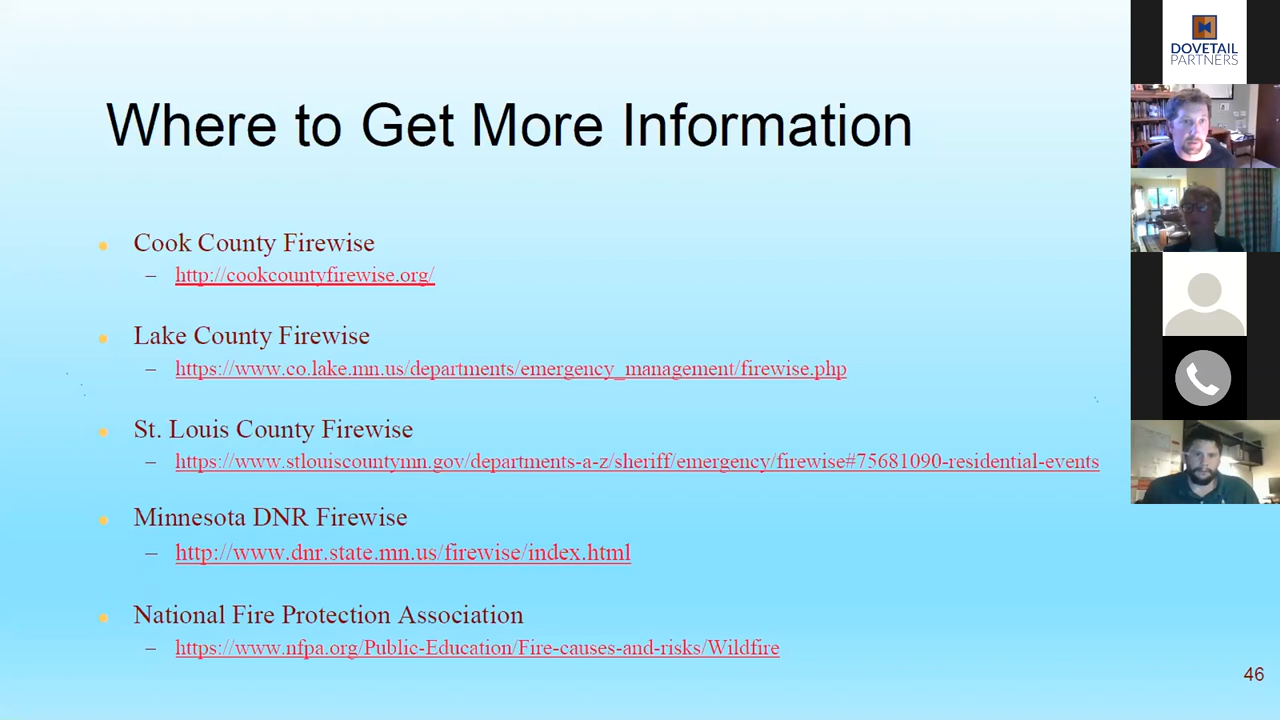 Where to Get More Information
Cook County Firewise
– http://cookcountyfirewise.org/
Lake County Firewise
– https://www.co.lake.mn.us/departments/emergency_management/firewise.php
St. Louis County Firewise
– https://www.stlouiscountymn.gov/departments-a-z/sheriff/emergency/firewise#75681090-residential-events
Minnesota DNR Firewise
– http://www.dnr.state.mn.us/firewise/index.html
National Fire Protection Association
– https://www.nfpa.org/Public-Education/Fire-causes-and-risks/Wildfire
46
DOVETAIL
PARTNERS